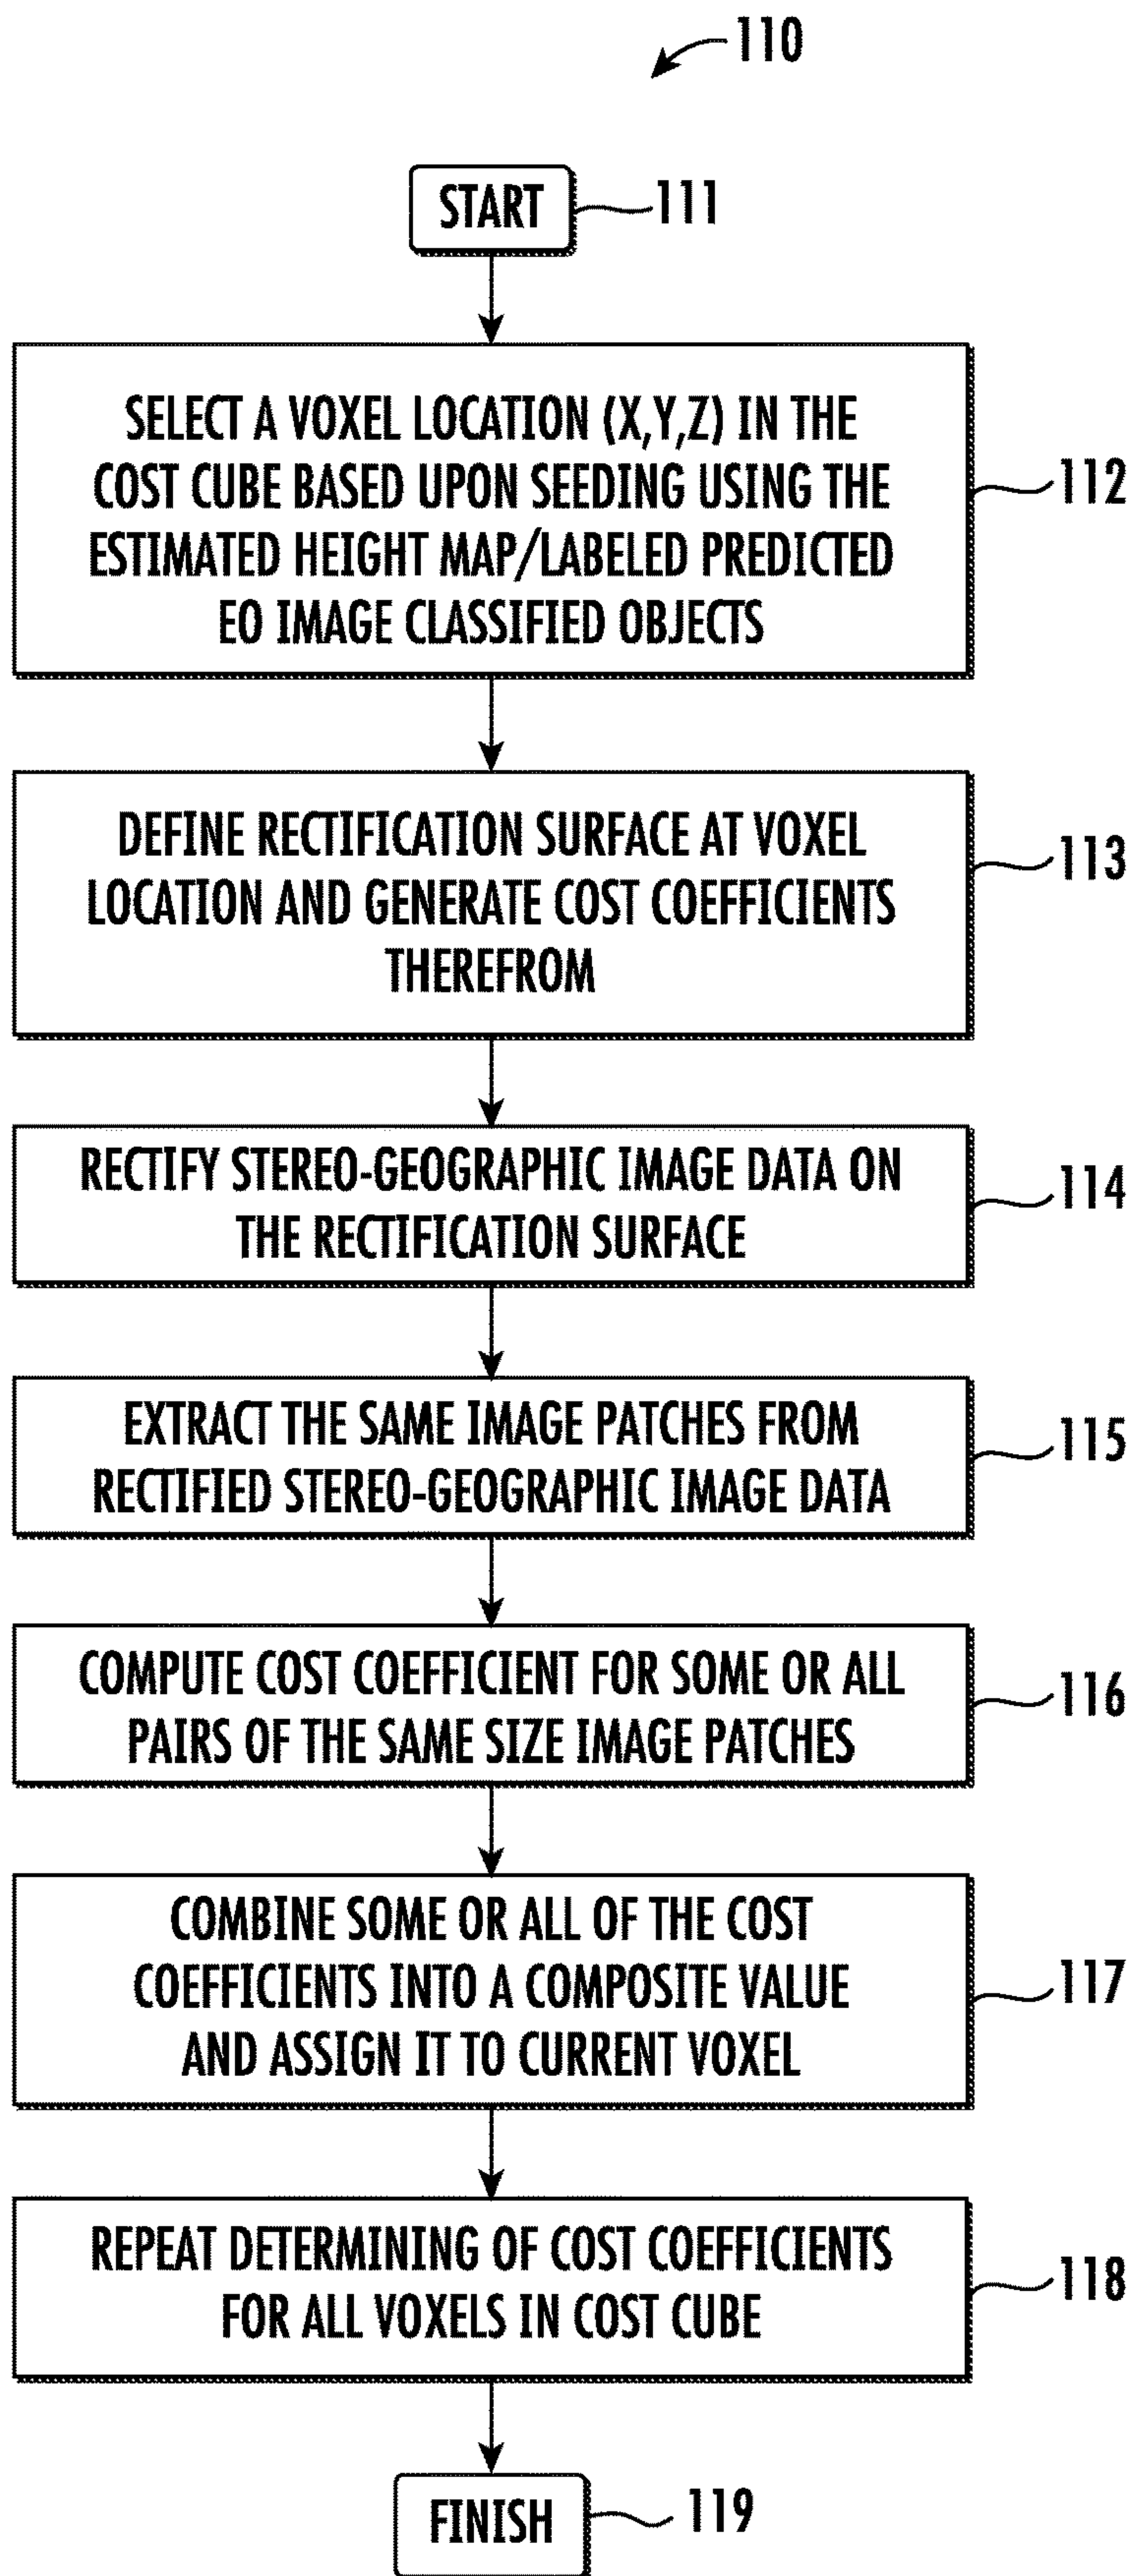 110
START
111
SELECT A VOXEL LOCATION (X,Y,Z) IN THE
COST CUBE BASED UPON SEEDING USING THE
ESTIMATED HEIGHT MAP/LABELED PREDICTED
EO IMAGE CLASSIFIED OBJECTS
112
DEFINE RECTIFICATION SURFACE AT VOXEL
LOCATION AND GENERATE COST COEFFICIENTS
THEREFROM
113
RECTIFY STEREO-GEOGRAPHIC IMAGE DATA ON
THE RECTIFICATION SURFACE
114
EXTRACT THE SAME IMAGE PATCHES FROM
RECTIFIED STEREO-GEOGRAPHIC IMAGE DATA
115
COMPUTE COST COEFFICIENT FOR SOME OR ALL
PAIRS OF THE SAME SIZE IMAGE PATCHES
116
COMBINE SOME OR ALL OF THE COST
COEFFICIENTS INTO A COMPOSITE VALUE
AND ASSIGN IT TO CURRENT VOXEL
117
REPEAT DETERMINING OF COST COEFFICIENTS
FOR ALL VOXELS IN COST CUBE
118
FINISH
119